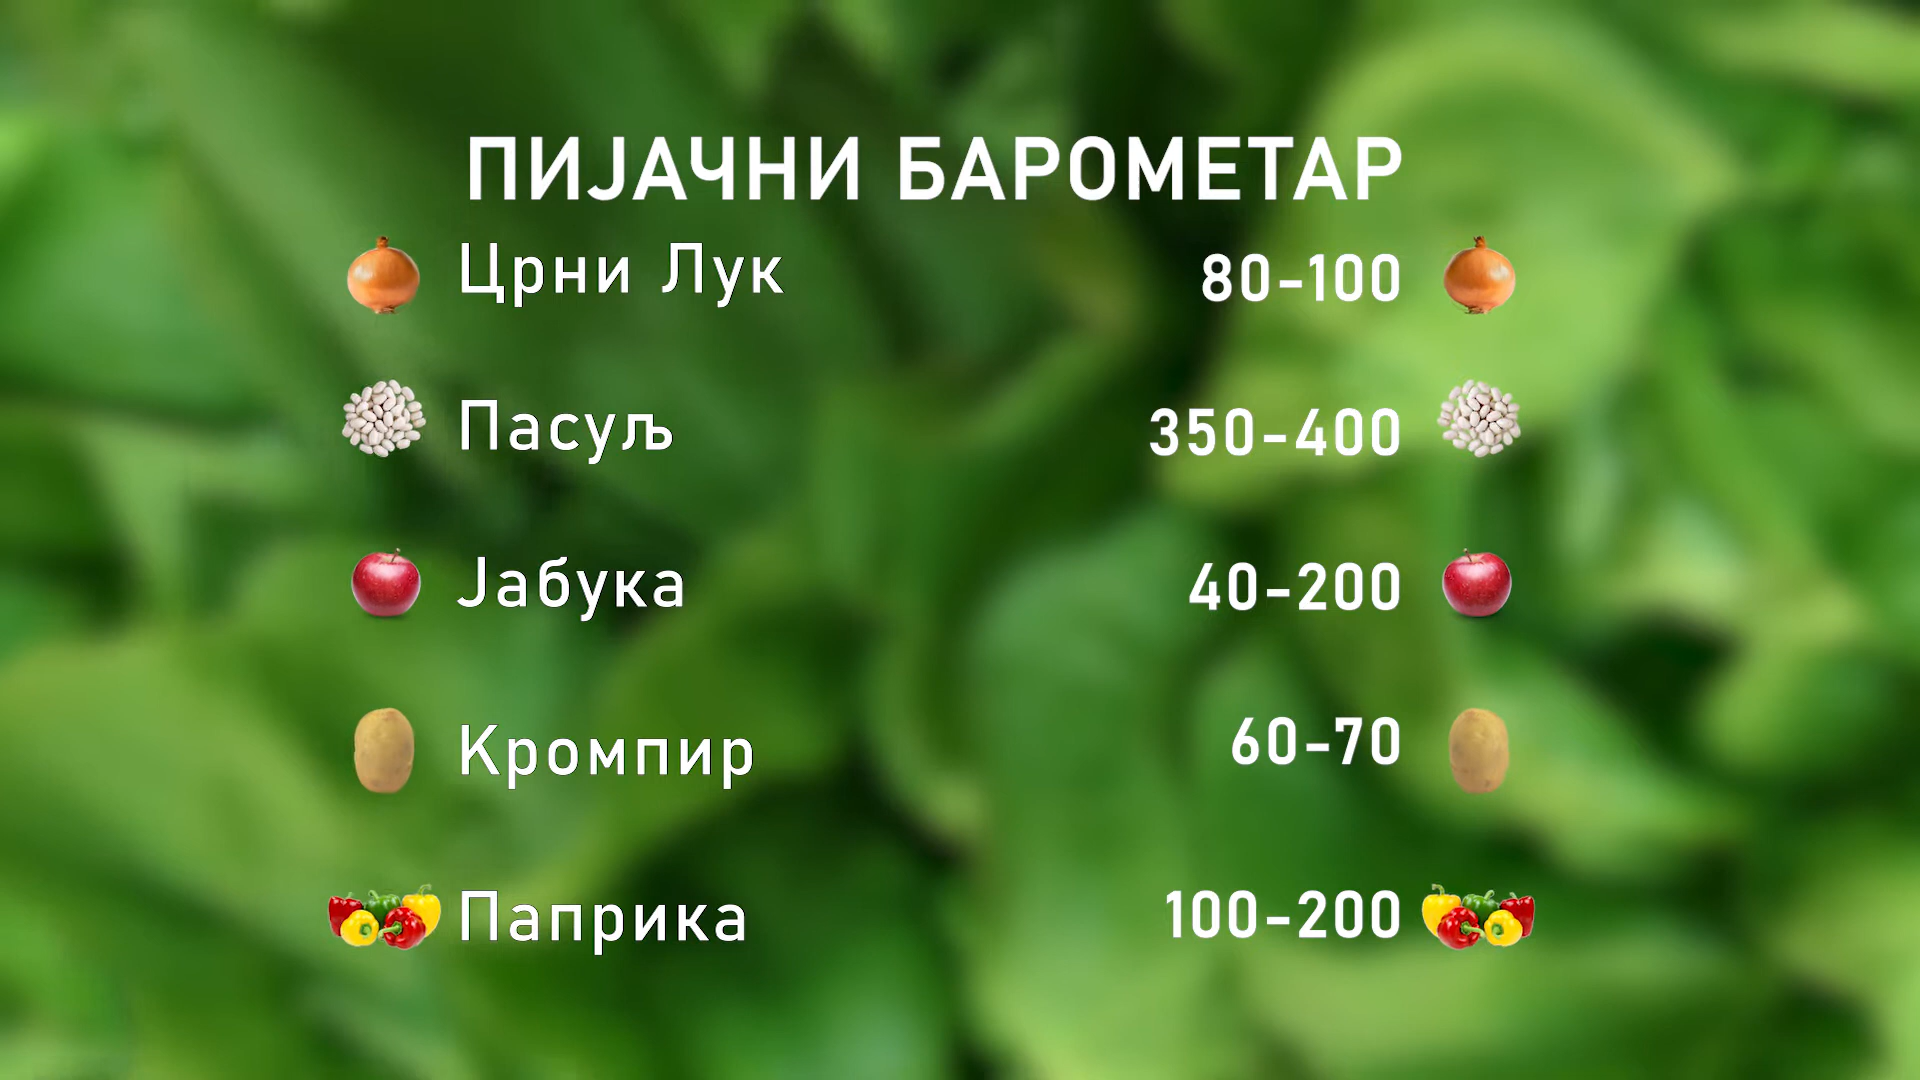 ПИЈАЧНИ БАРОМЕТАР
Црни Лук 80-100
Пасуљ 350-400
Јабука 40-200
Кромпир 60-70
Паприка 100-200